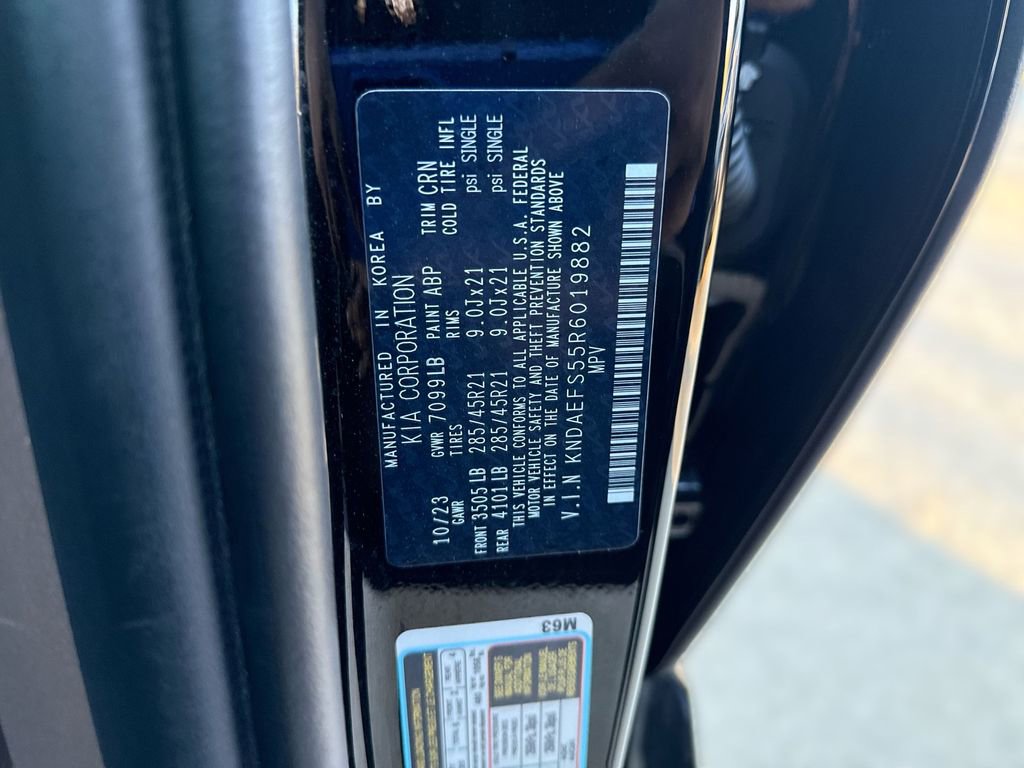 MANUFACTURED IN KOREA BY
KIA CORPORATION
10/23 GVWR 7099LB PAINT ABP TRIM CRN
GAWR TIRES RIMS COLD TIRE INFL
FRONT 3505LB 285/45R21 9.0Jx21 psi SINGLE
REAR 4101LB 285/45R21 9.0Jx21 psi SINGLE
THIS VEHICLE CONFORMS TO ALL APPLICABLE U.S.A. FEDERAL
MOTOR VEHICLE SAFETY AND THEFT PREVENTION STANDARDS
IN EFFECT ON THE DATE OF MANUFACTURE SHOWN ABOVE
V.I.N KNDAEFS55R6019882
MPV
M63